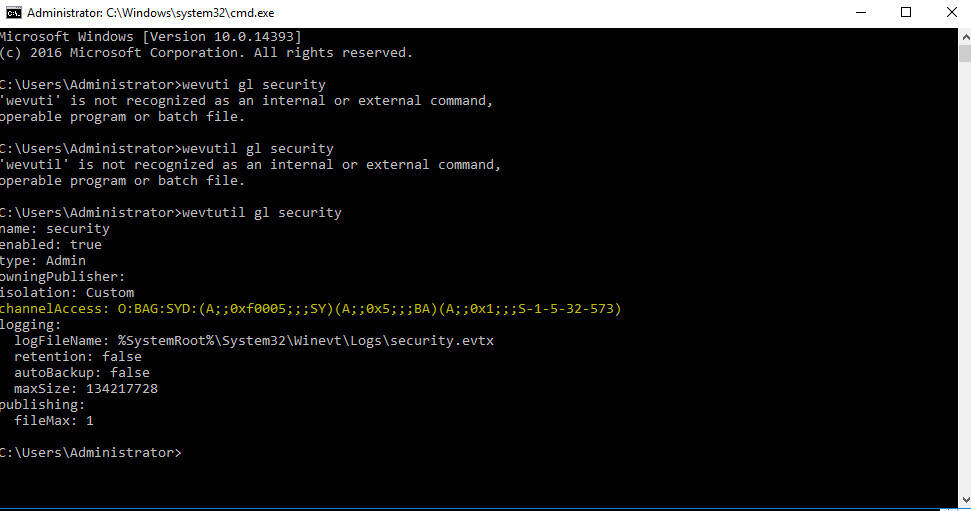 Administrator: C:\Windows\system32\cmd.exe
Microsoft Windows [Version 10.0.14393]
(c) 2016 Microsoft Corporation. All rights reserved.
C:\Users\Administrator>wevuti gl security
'wevuti' is not recognized as an internal or external command,
operable program or batch file.
C:\Users\Administrator>wevutil gl security
'wevutil' is not recognized as an internal or external command,
operable program or batch file.
C:\Users\Administrator>wevtutil gl security
name: security
enabled: true
type: Admin
owningPublisher:
isolation: Custom
channelAccess: O:BAG:SYD:(A;;0xf0005;;;SY)(A;;0x5;;;BA)(A;;0x1;;;S-1-5-32-573)
logging:
  logFileName: %SystemRoot%\System32\Winevt\Logs\security.evtx
  retention: false
  autoBackup: false
  maxSize: 134217728
publishing:
  fileMax: 1
C:\Users\Administrator>